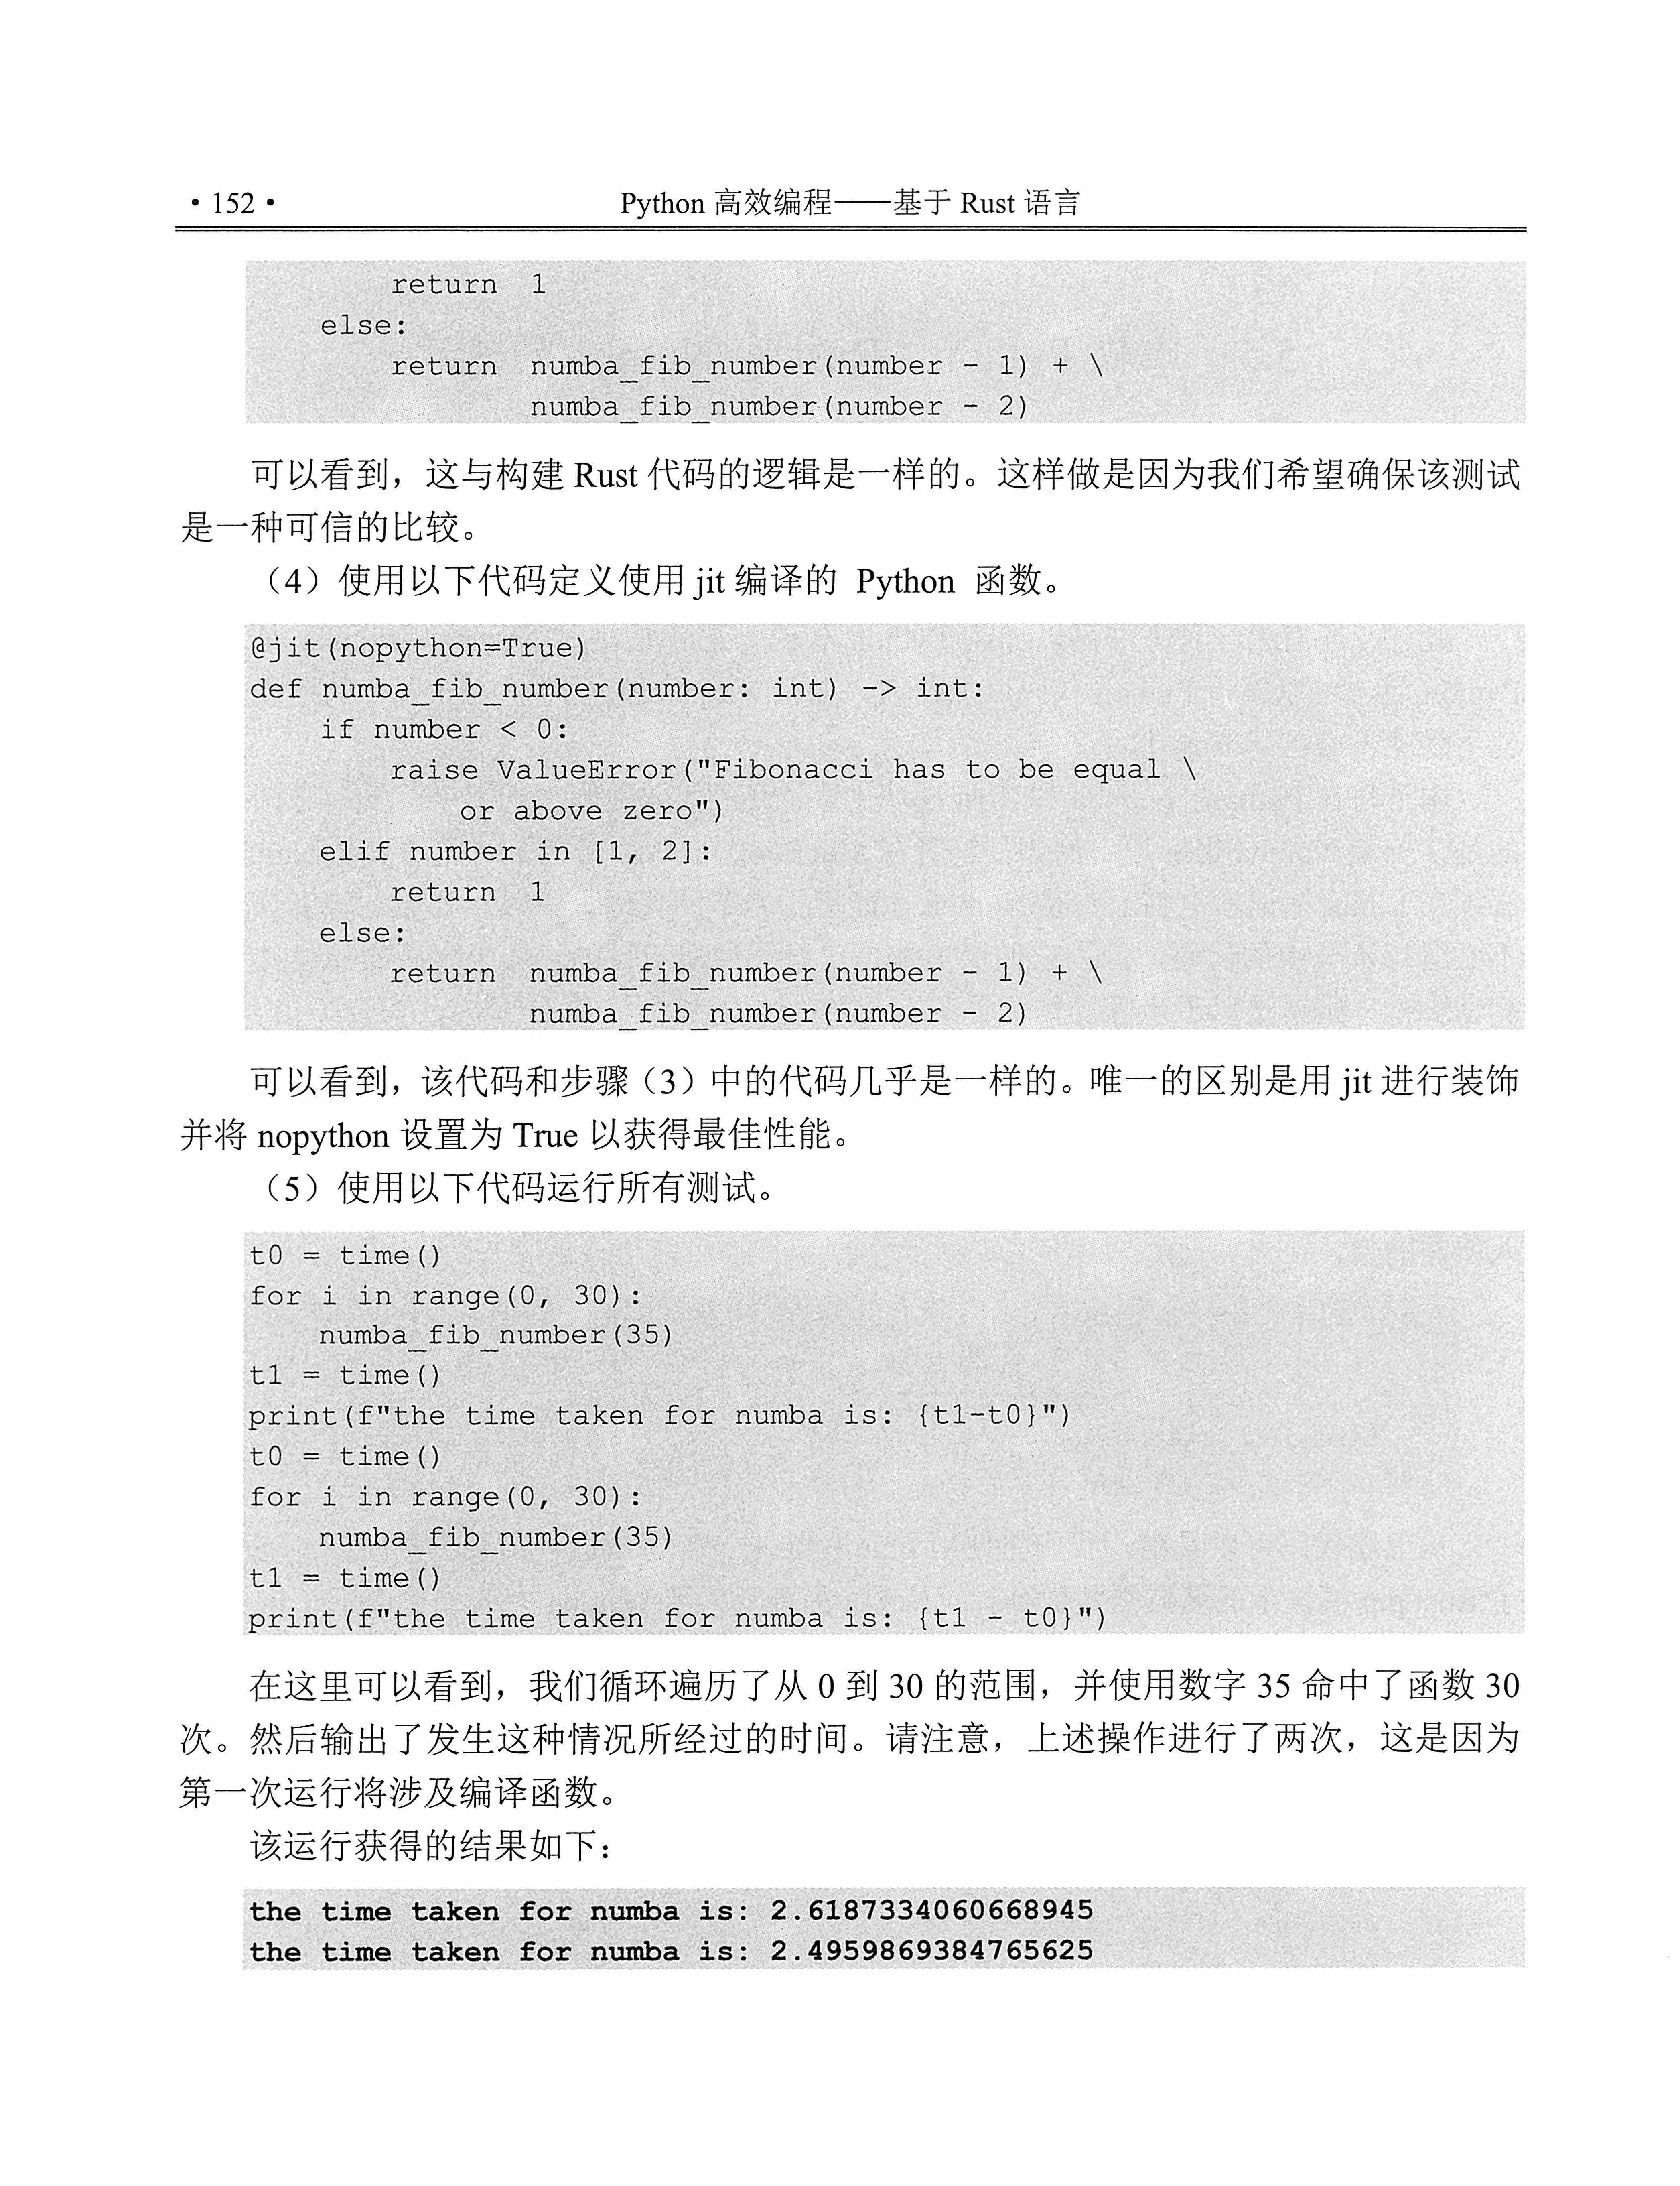 • 152 •
Python 高效编程——基于 Rust 语言
        return  1
    else:
        return  numba_fib_number(number - 1) + \
                numba_fib_number(number - 2)
可以看到，这与构建 Rust 代码的逻辑是一样的。这样做是因为我们希望确保该测试
是一种可信的比较。
（4）使用以下代码定义使用 jit 编译的 Python 函数。
@jit(nopython=True)
def numba_fib_number(number: int) -> int:
    if number < 0:
        raise ValueError("Fibonacci has to be equal \
            or above zero")
    elif number in [1, 2]:
        return  1
    else:
        return  numba_fib_number(number - 1) + \
                numba_fib_number(number - 2)
可以看到，该代码和步骤（3）中的代码几乎是一样的。唯一的区别是用 jit 进行装饰
并将 nopython 设置为 True 以获得最佳性能。
（5）使用以下代码运行所有测试。
t0 = time()
for i in range(0, 30):
    numba_fib_number(35)
t1 = time()
print(f"the time taken for numba is: {t1-t0}")
t0 = time()
for i in range(0, 30):
    numba_fib_number(35)
t1 = time()
print(f"the time taken for numba is: {t1 - t0}")
在这里可以看到，我们循环遍历了从 0 到 30 的范围，并使用数字 35 命中了函数 30
次。然后输出了发生这种情况所经过的时间。请注意，上述操作进行了两次，这是因为
第一次运行将涉及编译函数。
该运行获得的结果如下：
the time taken for numba is: 2.6187334060668945
the time taken for numba is: 2.4959869384765625